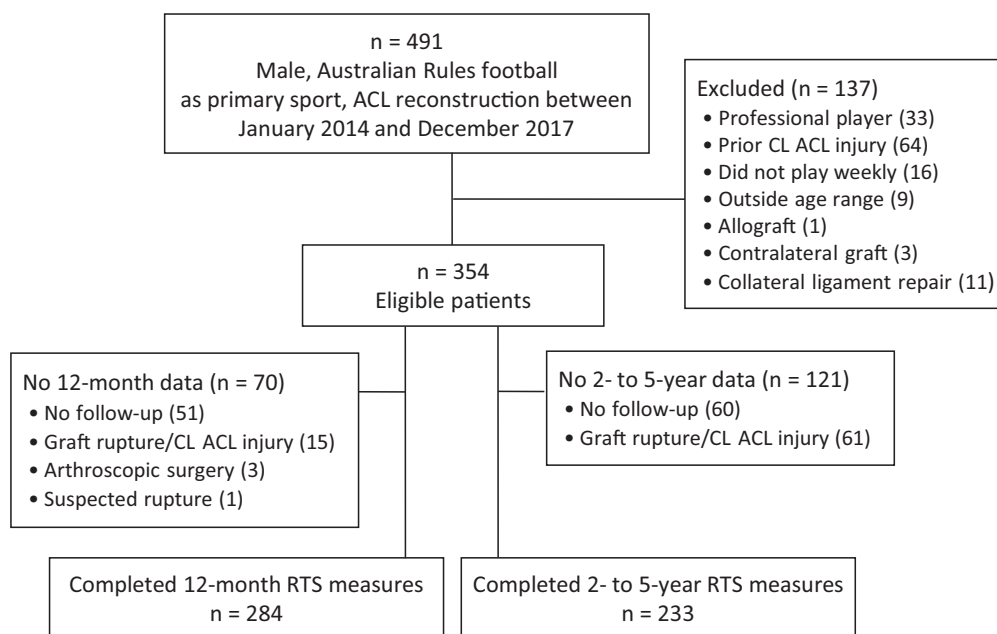 n = 491
Male, Australian Rules football
as primary sport, ACL reconstruction between
January 2014 and December 2017
Excluded (n = 137)
• Professional player (33)
• Prior CL ACL injury (64)
• Did not play weekly (16)
• Outside age range (9)
• Allograft (1)
• Contralateral graft (3)
• Collateral ligament repair (11)
n = 354
Eligible patients
No 12-month data (n = 70)
• No follow-up (51)
• Graft rupture/CL ACL injury (15)
• Arthroscopic surgery (3)
• Suspected rupture (1)
No 2- to 5-year data (n = 121)
• No follow-up (60)
• Graft rupture/CL ACL injury (61)
Completed 12-month RTS measures
n = 284
Completed 2- to 5-year RTS measures
n = 233